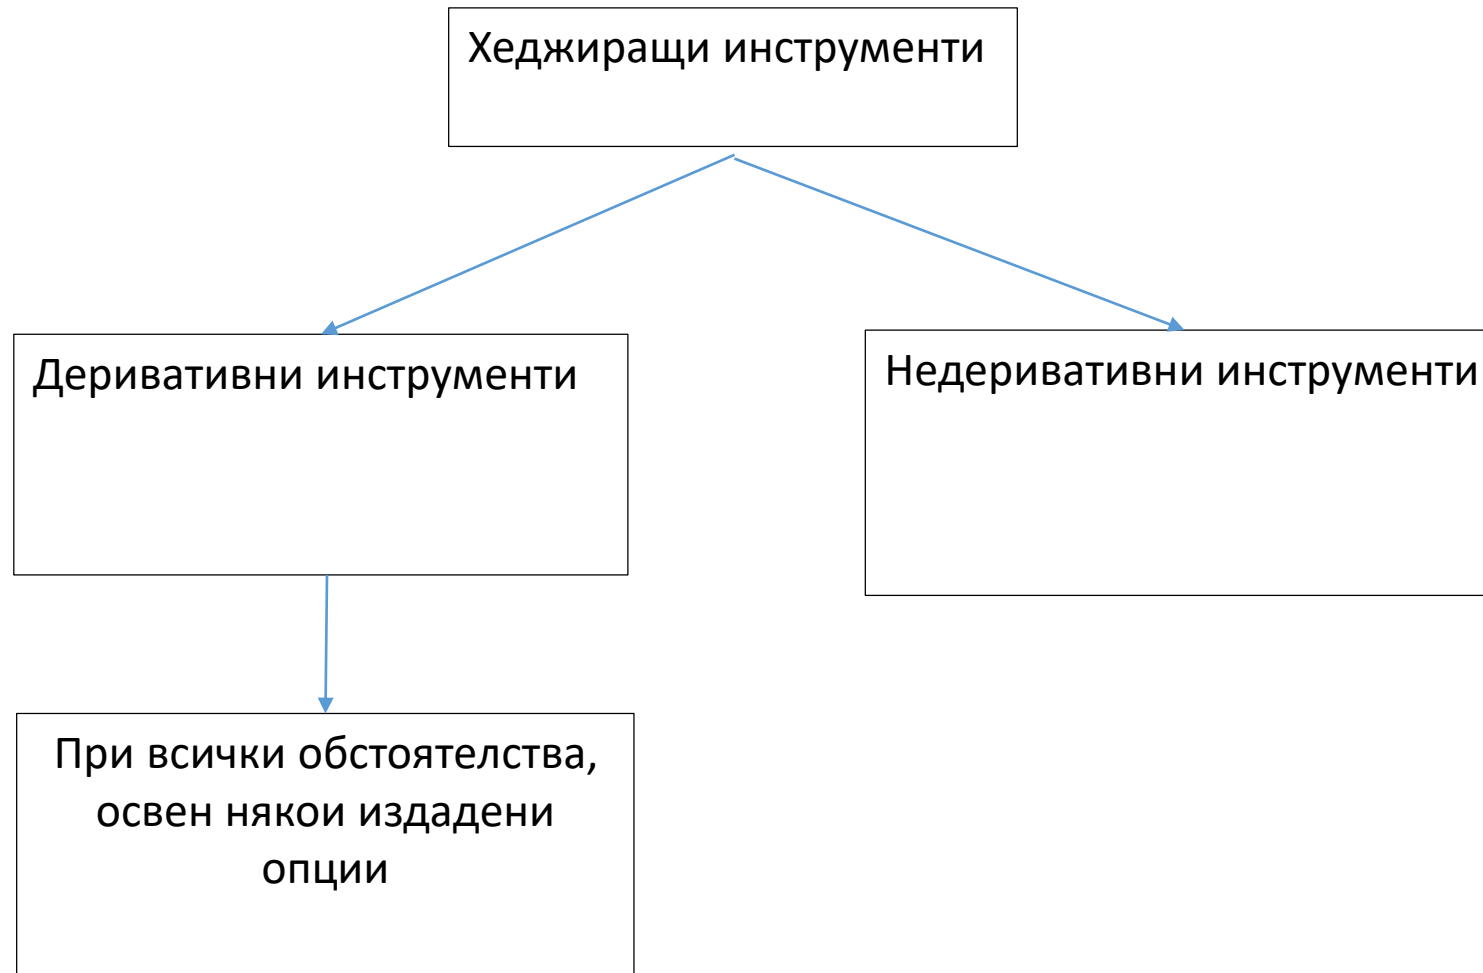 Хеджиращи инструменти
Деривативни инструменти
Недеривативни инструменти
При всички обстоятелства,
освен някои издадени
опции